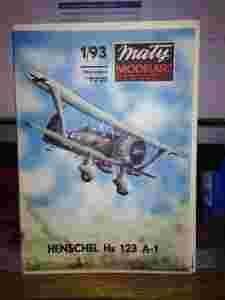 1/93
Mały
MODELARZ
HENSCHEL Hs 123 A-1